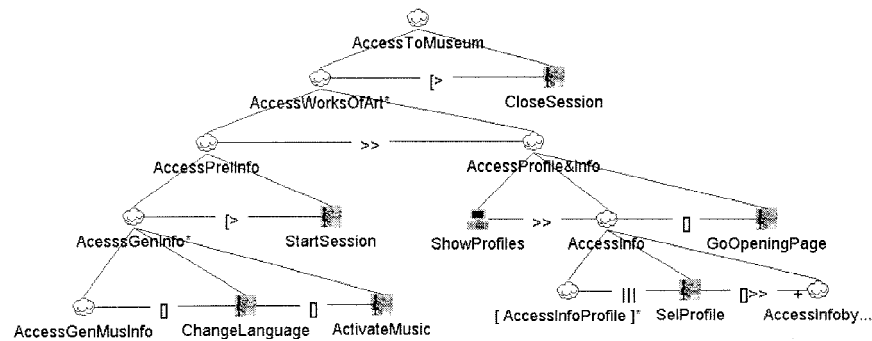 AccessToMuseum
[>
AccessWorksOfArt* CloseSession
>>
AccessPrelInfo AccessProfile&Info
[> >> []
AcesssGenInfo* StartSession ShowProfiles AccessInfo GoOpeningPage
[] [] ||| []>> +
AccessGenMusInfo ChangeLanguage ActivateMusic [ AccessInfoProfile ]* SelProfile AccessInfoby...